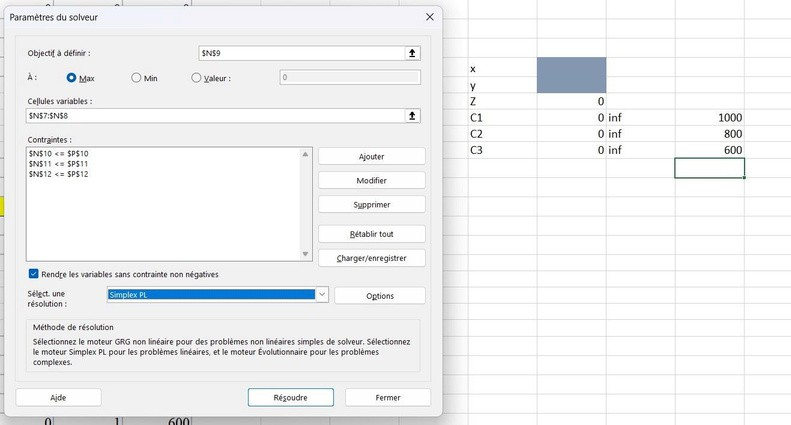 Paramètres du solveur
Objectif à définir :
$N$9
À :
Max
Min
Valeur :
0
Cellules variables :
$N$7:$N$8
Contraintes :
$N$10 <= $P$10
$N$11 <= $P$11
$N$12 <= $P$12
Ajouter
Modifier
Supprimer
Rétablir tout
Charger/enregistrer
Rendre les variables sans contrainte non négatives
Sélect. une
résolution :
Simplex PL
Options
Méthode de résolution
Sélectionnez le moteur GRG non linéaire pour des problèmes non linéaires simples de solveur. Sélectionnez
le moteur Simplex PL pour les problèmes linéaires, et le moteur Évolutionnaire pour les problèmes
complexes.
Aide
Résoudre
Fermer
x
y
Z 0
C1 0 inf 1000
C2 0 inf 800
C3 0 inf 600
0 1 600